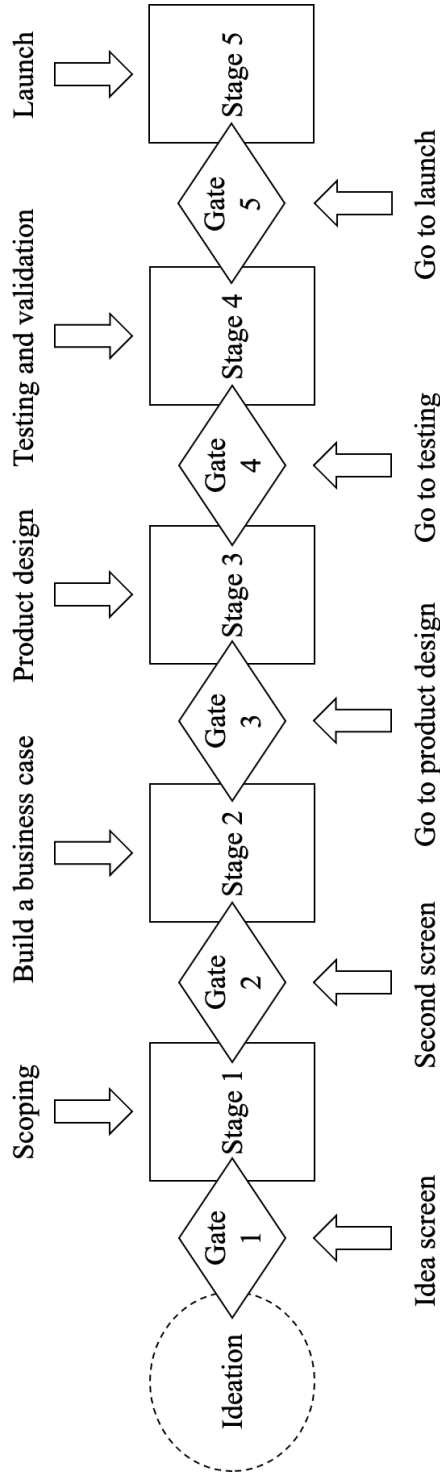 Scoping
Build a business case
Product design
Testing and validation
Launch
Ideation
Gate
1
Stage 1
Gate
2
Stage 2
Gate
3
Stage 3
Gate
4
Stage 4
Gate
5
Stage 5
Idea screen
Second screen
Go to product design
Go to testing
Go to launch